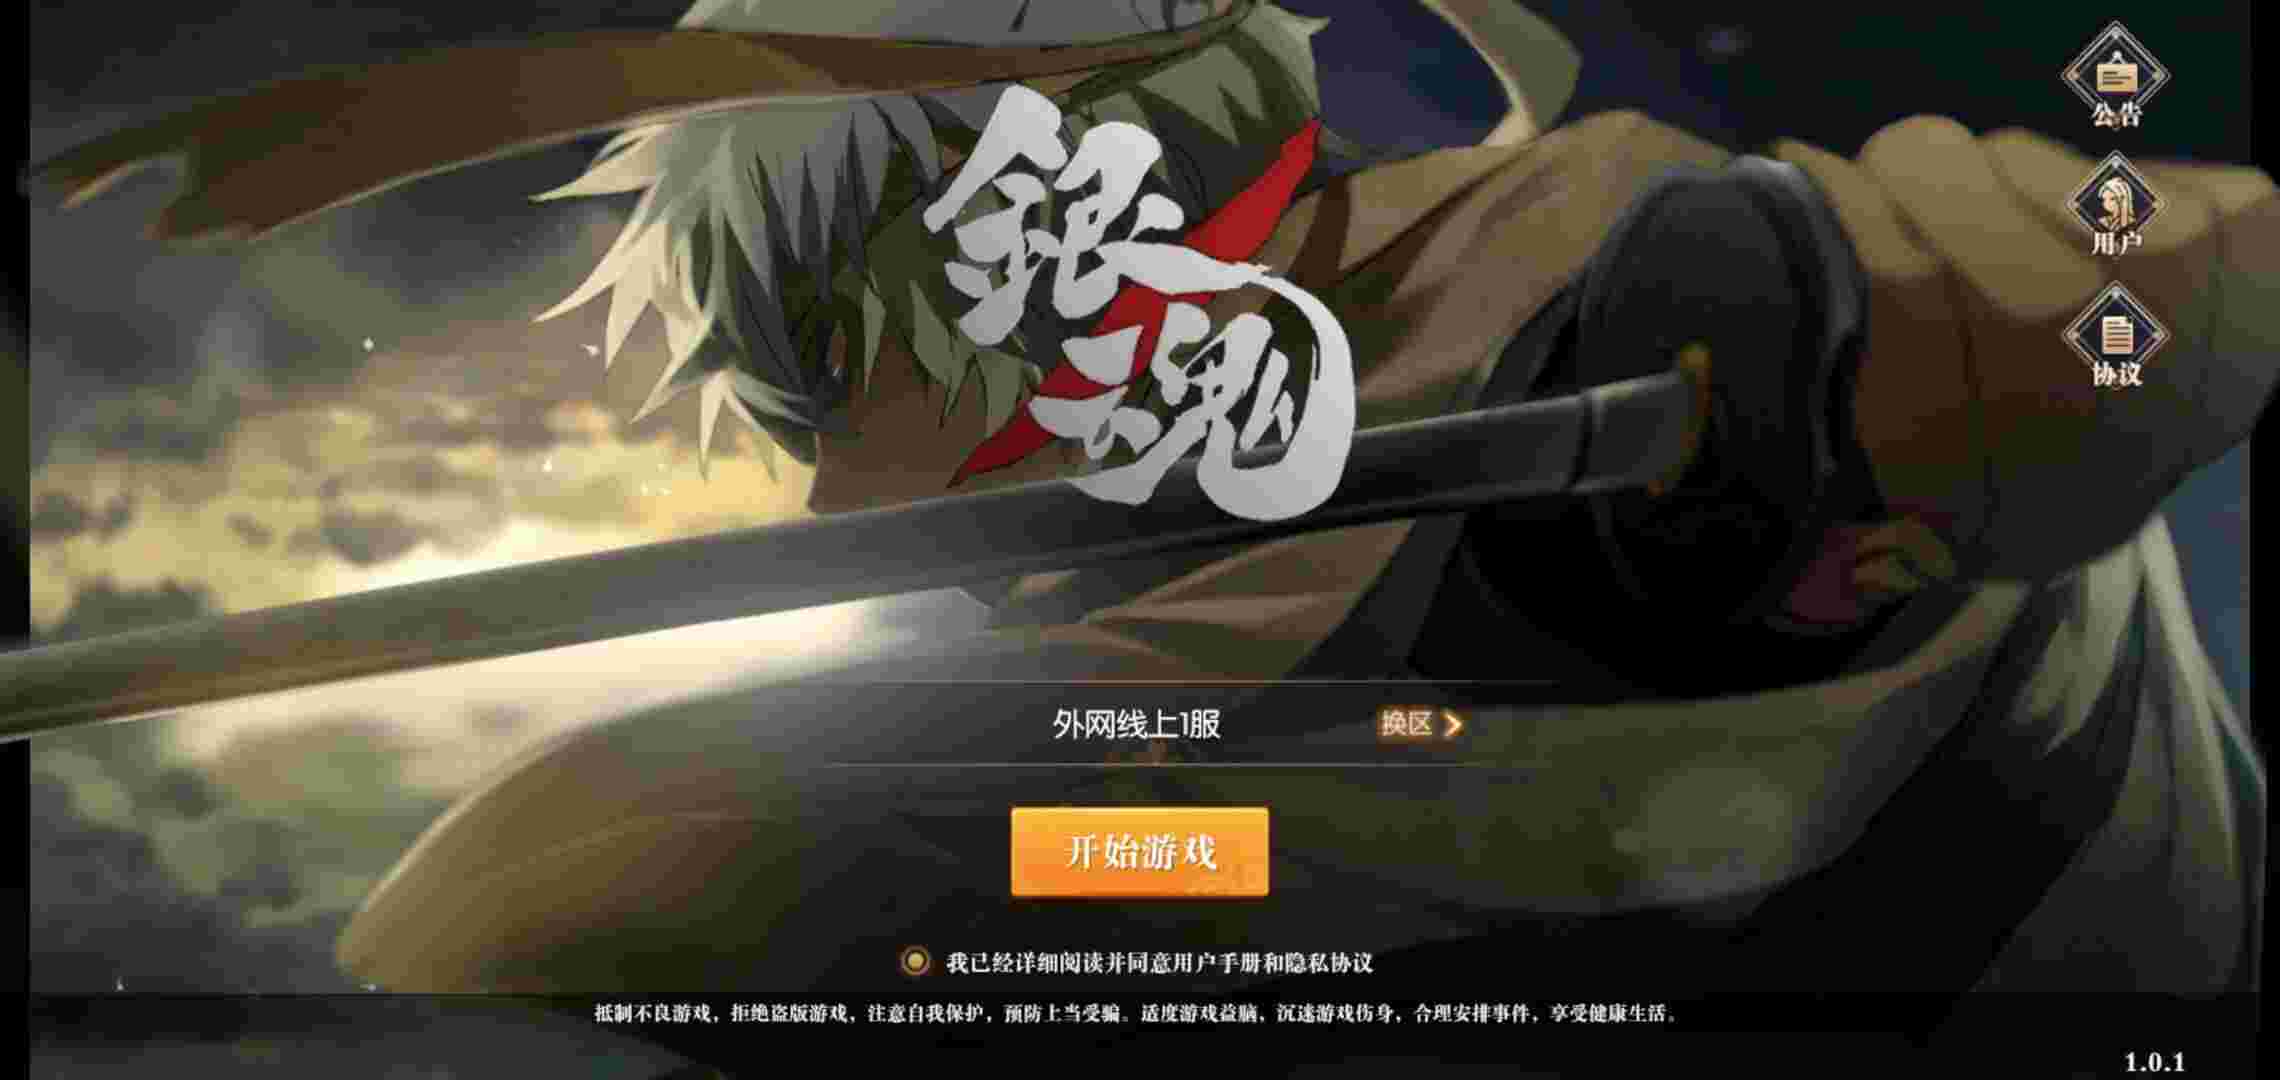 銀魂
公告
用户
协议
外网线上1服
换区
开始游戏
我已经详细阅读并同意用户手册和隐私协议
抵制不良游戏，拒绝盗版游戏，注意自我保护，预防上当受骗。适度游戏益脑，沉迷游戏伤身，合理安排事件，享受健康生活。
1.0.1